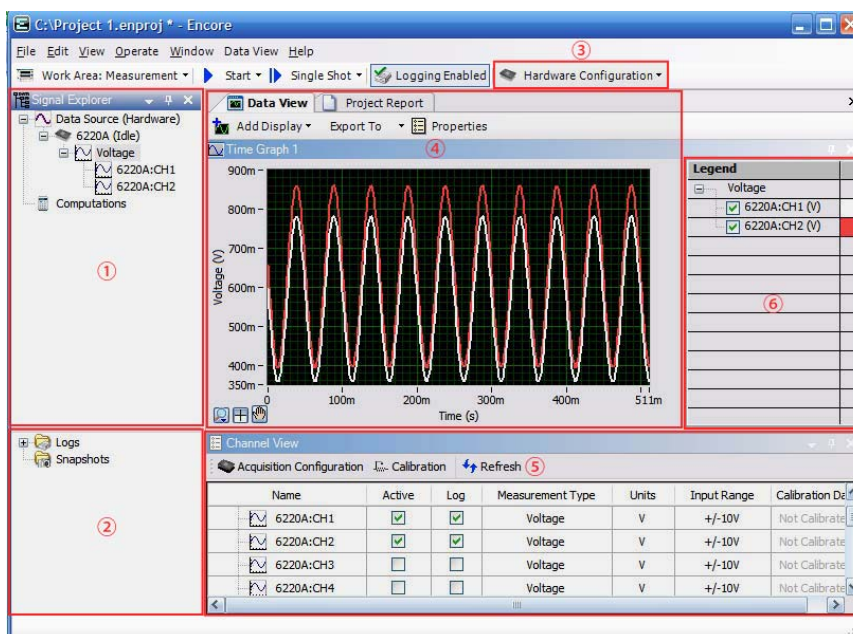 C:\Project 1.enproj * - Encore
File Edit View Operate Window Data View Help
③
Work Area: Measurement Start Single Shot Logging Enabled Hardware Configuration
Signal Explorer
Data Source (Hardware)
6220A (Idle)
Voltage
6220A:CH1
6220A:CH2
Computations
①
Logs
Snapshots
②
Data View Project Report
Add Display Export To Properties
Time Graph 1
④
900m
800m
700m
600m
500m
400m
350m
Voltage (V)
0 100m 200m 300m 400m 511m
Time (s)
Legend
Voltage
6220A:CH1 (V)
6220A:CH2 (V)
⑥
Channel View
Acquisition Configuration Calibration Refresh ⑤
Name Active Log Measurement Type Units Input Range Calibration Da
6220A:CH1 Voltage V +/-10V Not Calibrate
6220A:CH2 Voltage V +/-10V Not Calibrate
6220A:CH3 Voltage V +/-10V Not Calibrate
6220A:CH4 Voltage V +/-10V Not Calibrate